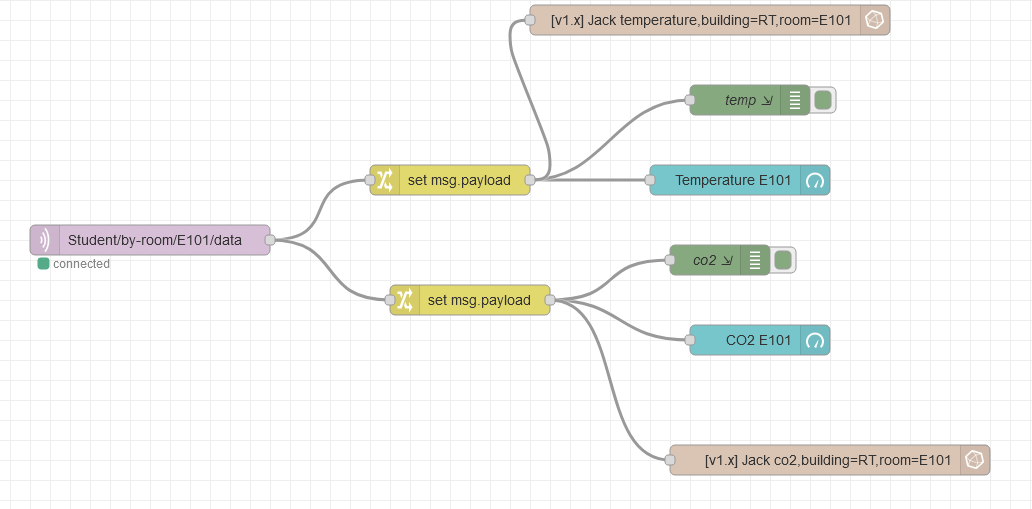 [v1.x] Jack temperature,building=RT,room=E101
temp ⇲
set msg.payload
Temperature E101
Student/by-room/E101/data
connected
co2 ⇲
set msg.payload
CO2 E101
[v1.x] Jack co2,building=RT,room=E101